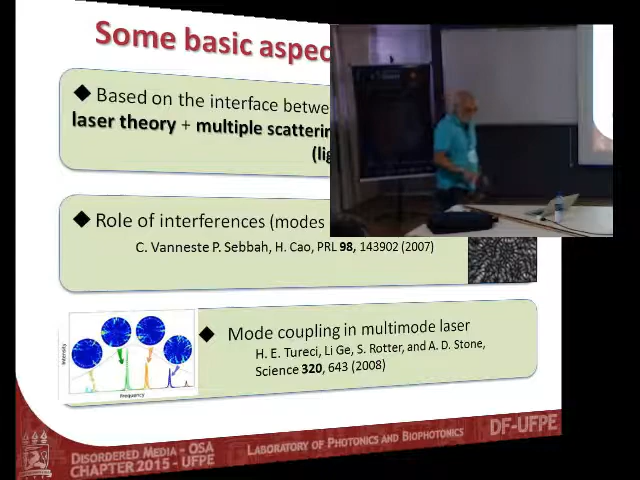 Some basic aspec
◆ Based on the interface betwe
laser theory + multiple scatterin
(lig
◆ Role of interferences (modes
C. Vanneste P. Sebbah, H. Cao, PRL 98, 143902 (2007)
◆ Mode coupling in multimode laser
H. E. Tureci, Li Ge, S. Rotter, and A. D. Stone,
Science 320, 643 (2008)
Intensity
Frequency
DISORDERED MEDIA - OSA
CHAPTER 2015 - UFPE
LABORATORY OF PHOTONICS AND BIOPHOTONICS
DF-UFPE